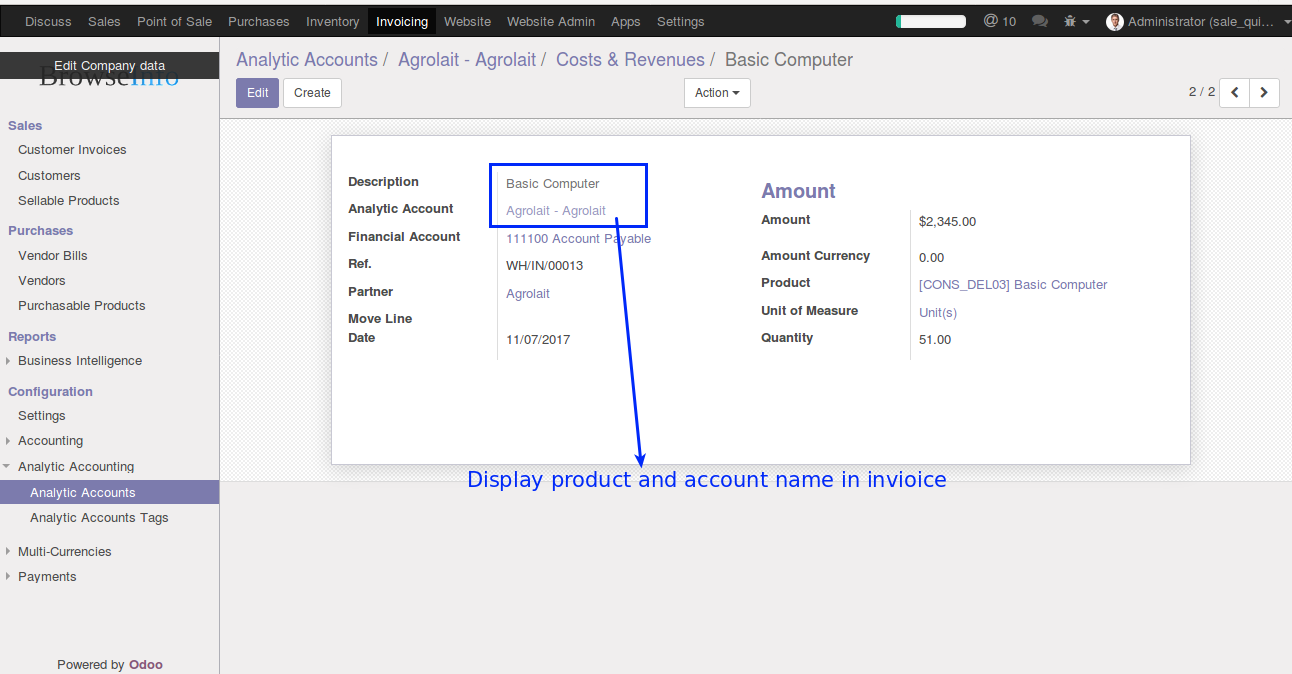 Discuss Sales Point of Sale Purchases Inventory Invoicing Website Website Admin Apps Settings @ 10 Administrator (sale_qui...
Edit Company data
BrowseInfo
Analytic Accounts / Agrolait - Agrolait / Costs & Revenues / Basic Computer
Edit Create Action 2 / 2
Sales
Customer Invoices
Customers
Sellable Products
Purchases
Vendor Bills
Vendors
Purchasable Products
Reports
Business Intelligence
Configuration
Settings
Accounting
Analytic Accounting
Analytic Accounts
Analytic Accounts Tags
Multi-Currencies
Payments
Powered by Odoo
Description Basic Computer
Analytic Account Agrolait - Agrolait
Financial Account 111100 Account Payable
Ref. WH/IN/00013
Partner Agrolait
Move Line
Date 11/07/2017
Amount
Amount $2,345.00
Amount Currency 0.00
Product [CONS_DEL03] Basic Computer
Unit of Measure Unit(s)
Quantity 51.00
Display product and account name in invioice